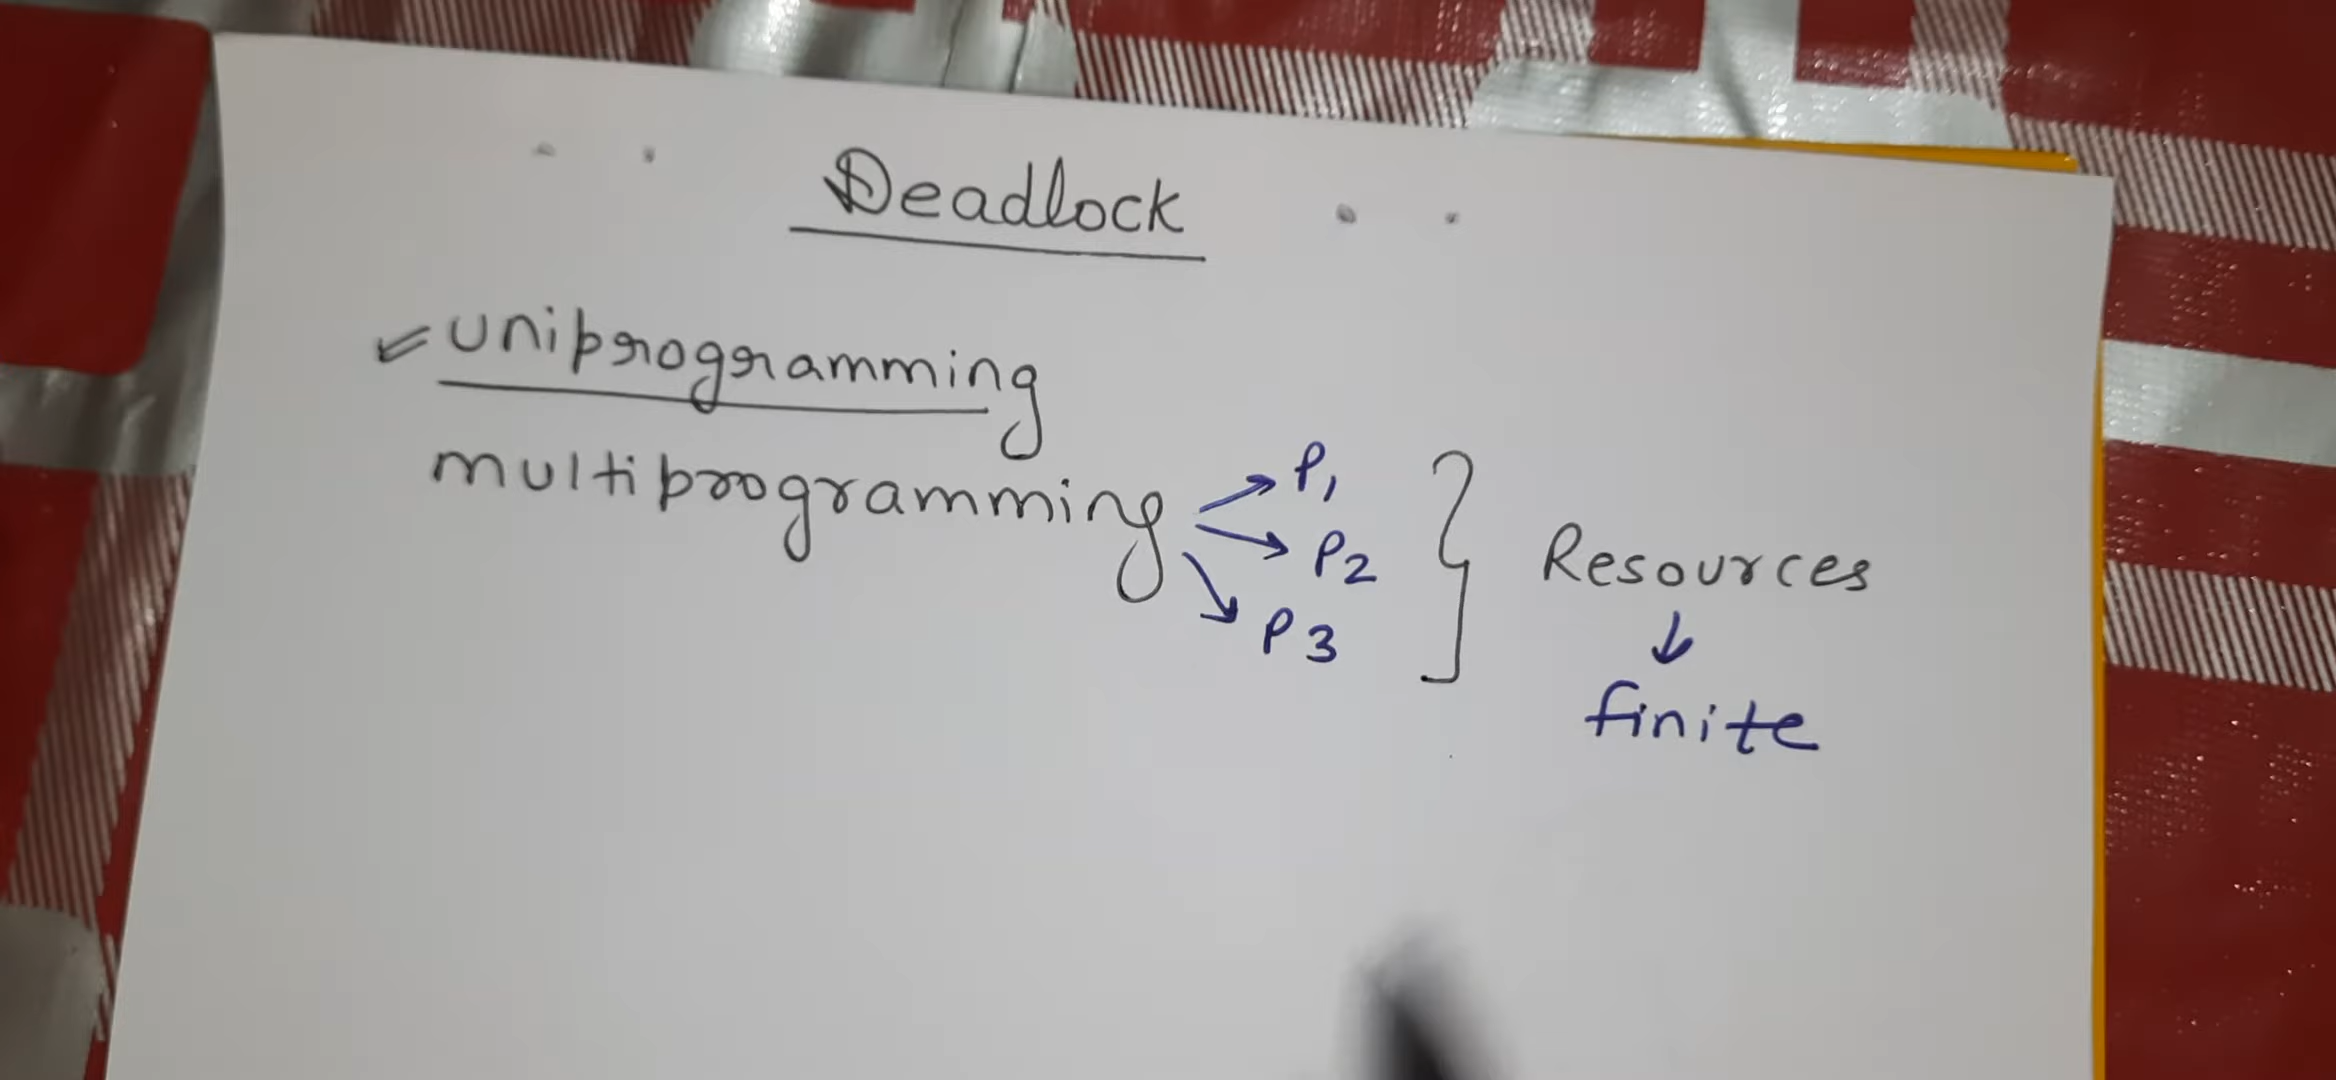 Deadlock
uniprogramming
multiprogramming
P1
P2
P3
Resources
finite